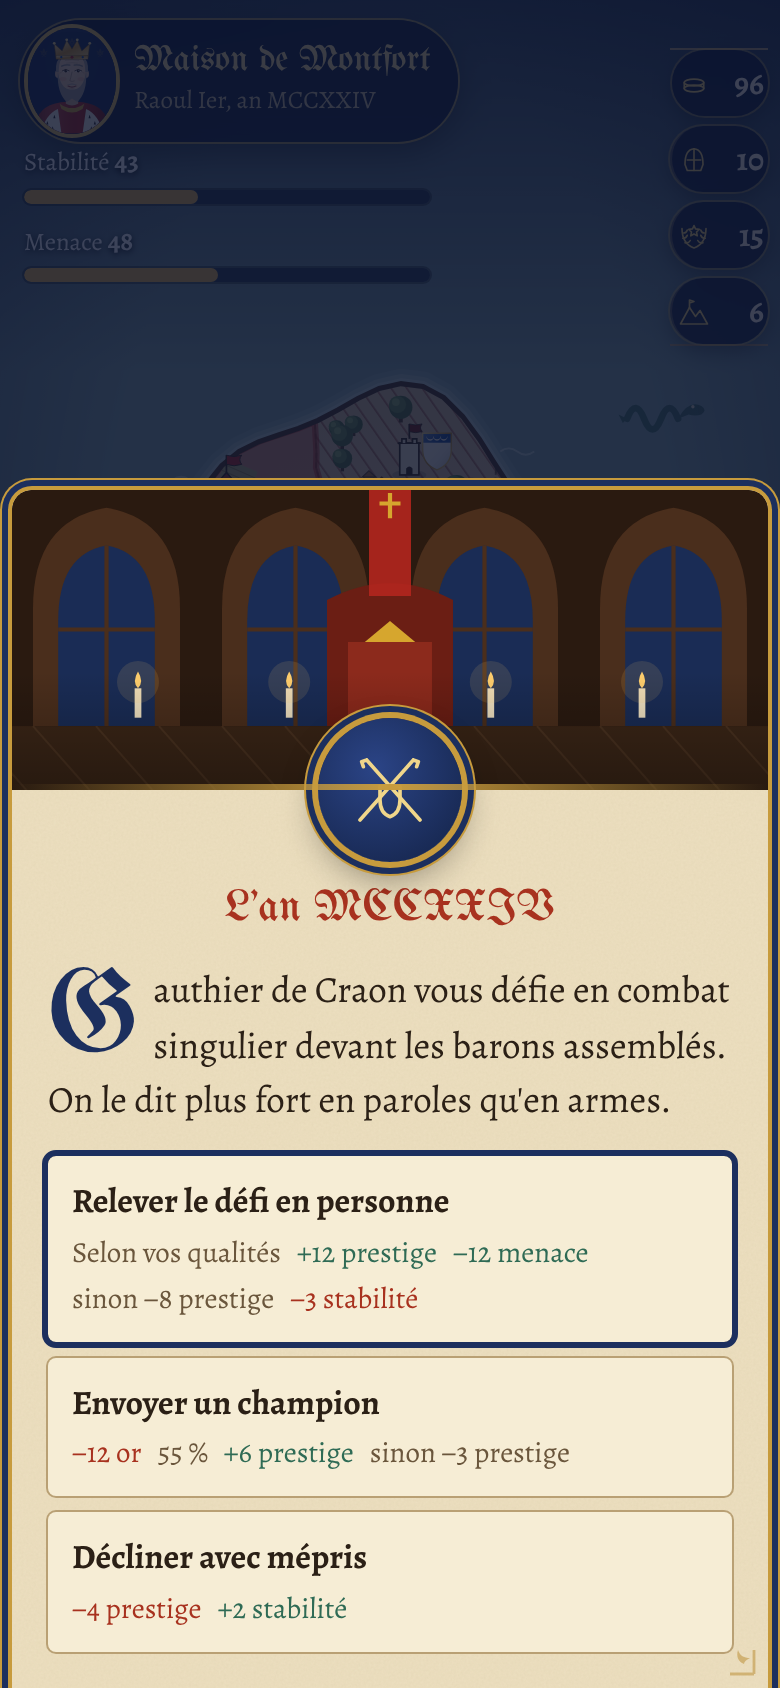 Maison de Montfort
Raoul Ier, an MCCXXIV
96
Stabilité 43
10
Menace 48
15
6
L'an MCCXXIV
Gauthier de Craon vous défie en combat
singulier devant les barons assemblés.
On le dit plus fort en paroles qu'en armes.
Relever le défi en personne
Selon vos qualités +12 prestige –12 menace
sinon –8 prestige –3 stabilité
Envoyer un champion
–12 or 55 % +6 prestige sinon –3 prestige
Décliner avec mépris
–4 prestige +2 stabilité